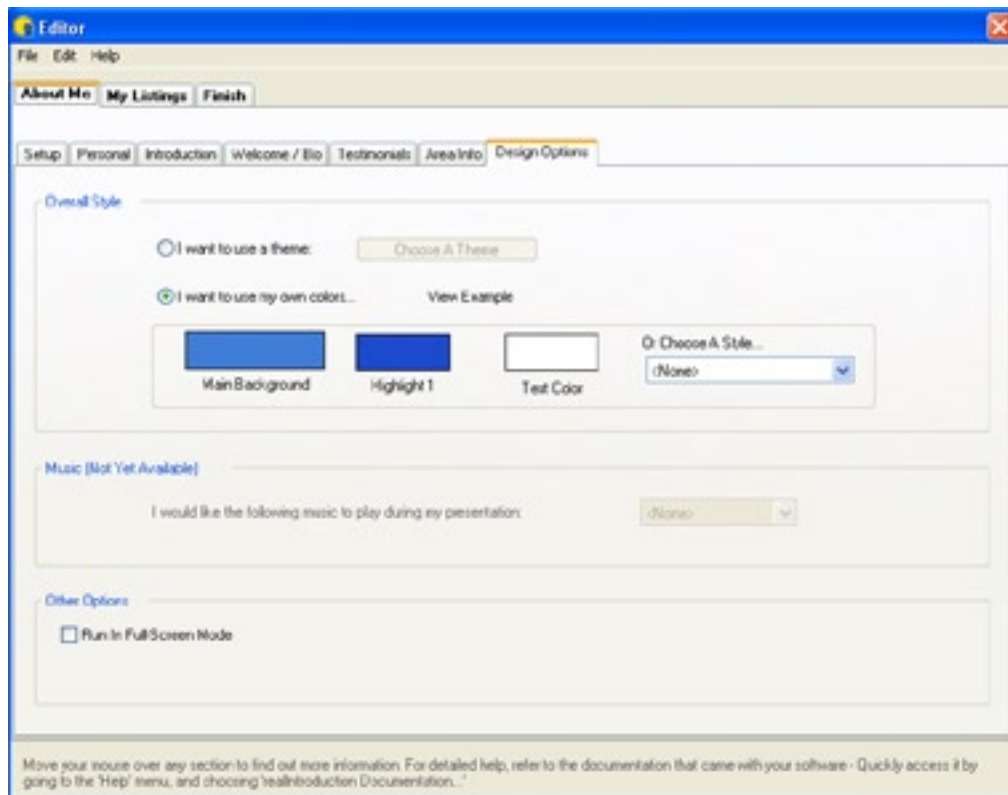 Editor
File Edit Help
About Me My Listings Finish
Setup Personal Introduction Welcome / Bio Testimonials Area Info Design Options
Overall Style
I want to use a theme: Choose A Theme
I want to use my own colors... View Example
Or Choose A Style...
<None>
Main Background Highlight 1 Text Color
Music (Not Yet Available)
I would like the following music to play during my presentation: <None>
Other Options
Run In Full-Screen Mode
Move your mouse over any section to find out more information. For detailed help, refer to the documentation that came with your software - Quickly access it by
going to the 'Help' menu, and choosing 'realIntroduction Documentation...'